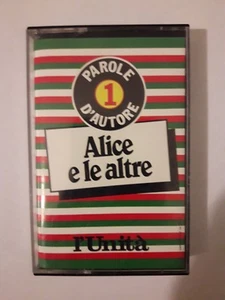 PAROLE
1
D'AUTORE
Alice
e le altre
l'Unità